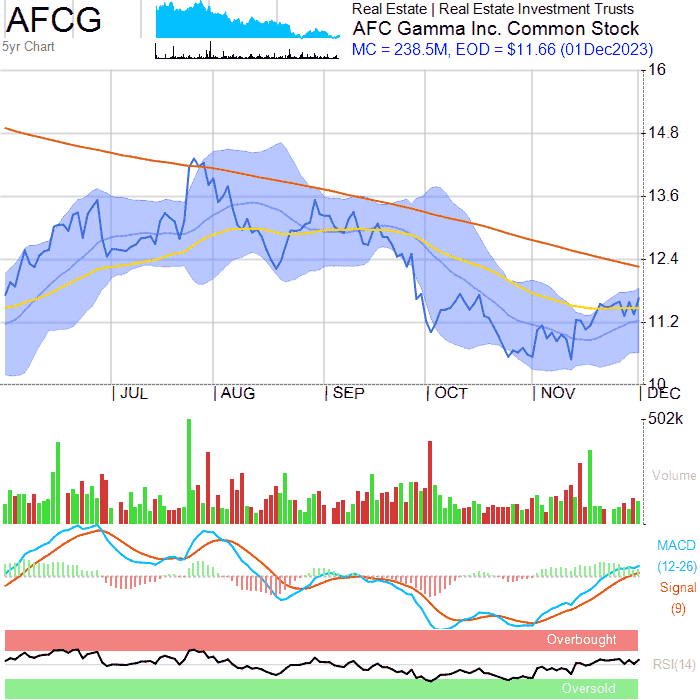 AFCG
5yr Chart
Real Estate | Real Estate Investment Trusts
AFC Gamma Inc. Common Stock
MC = 238.5M, EOD = $11.66 (01Dec2023)
16
14.8
13.6
12.4
11.2
10
JUL AUG SEP OCT NOV DEC
502k
Volume
MACD
(12-26)
Signal
(9)
Overbought
RSI(14)
Oversold